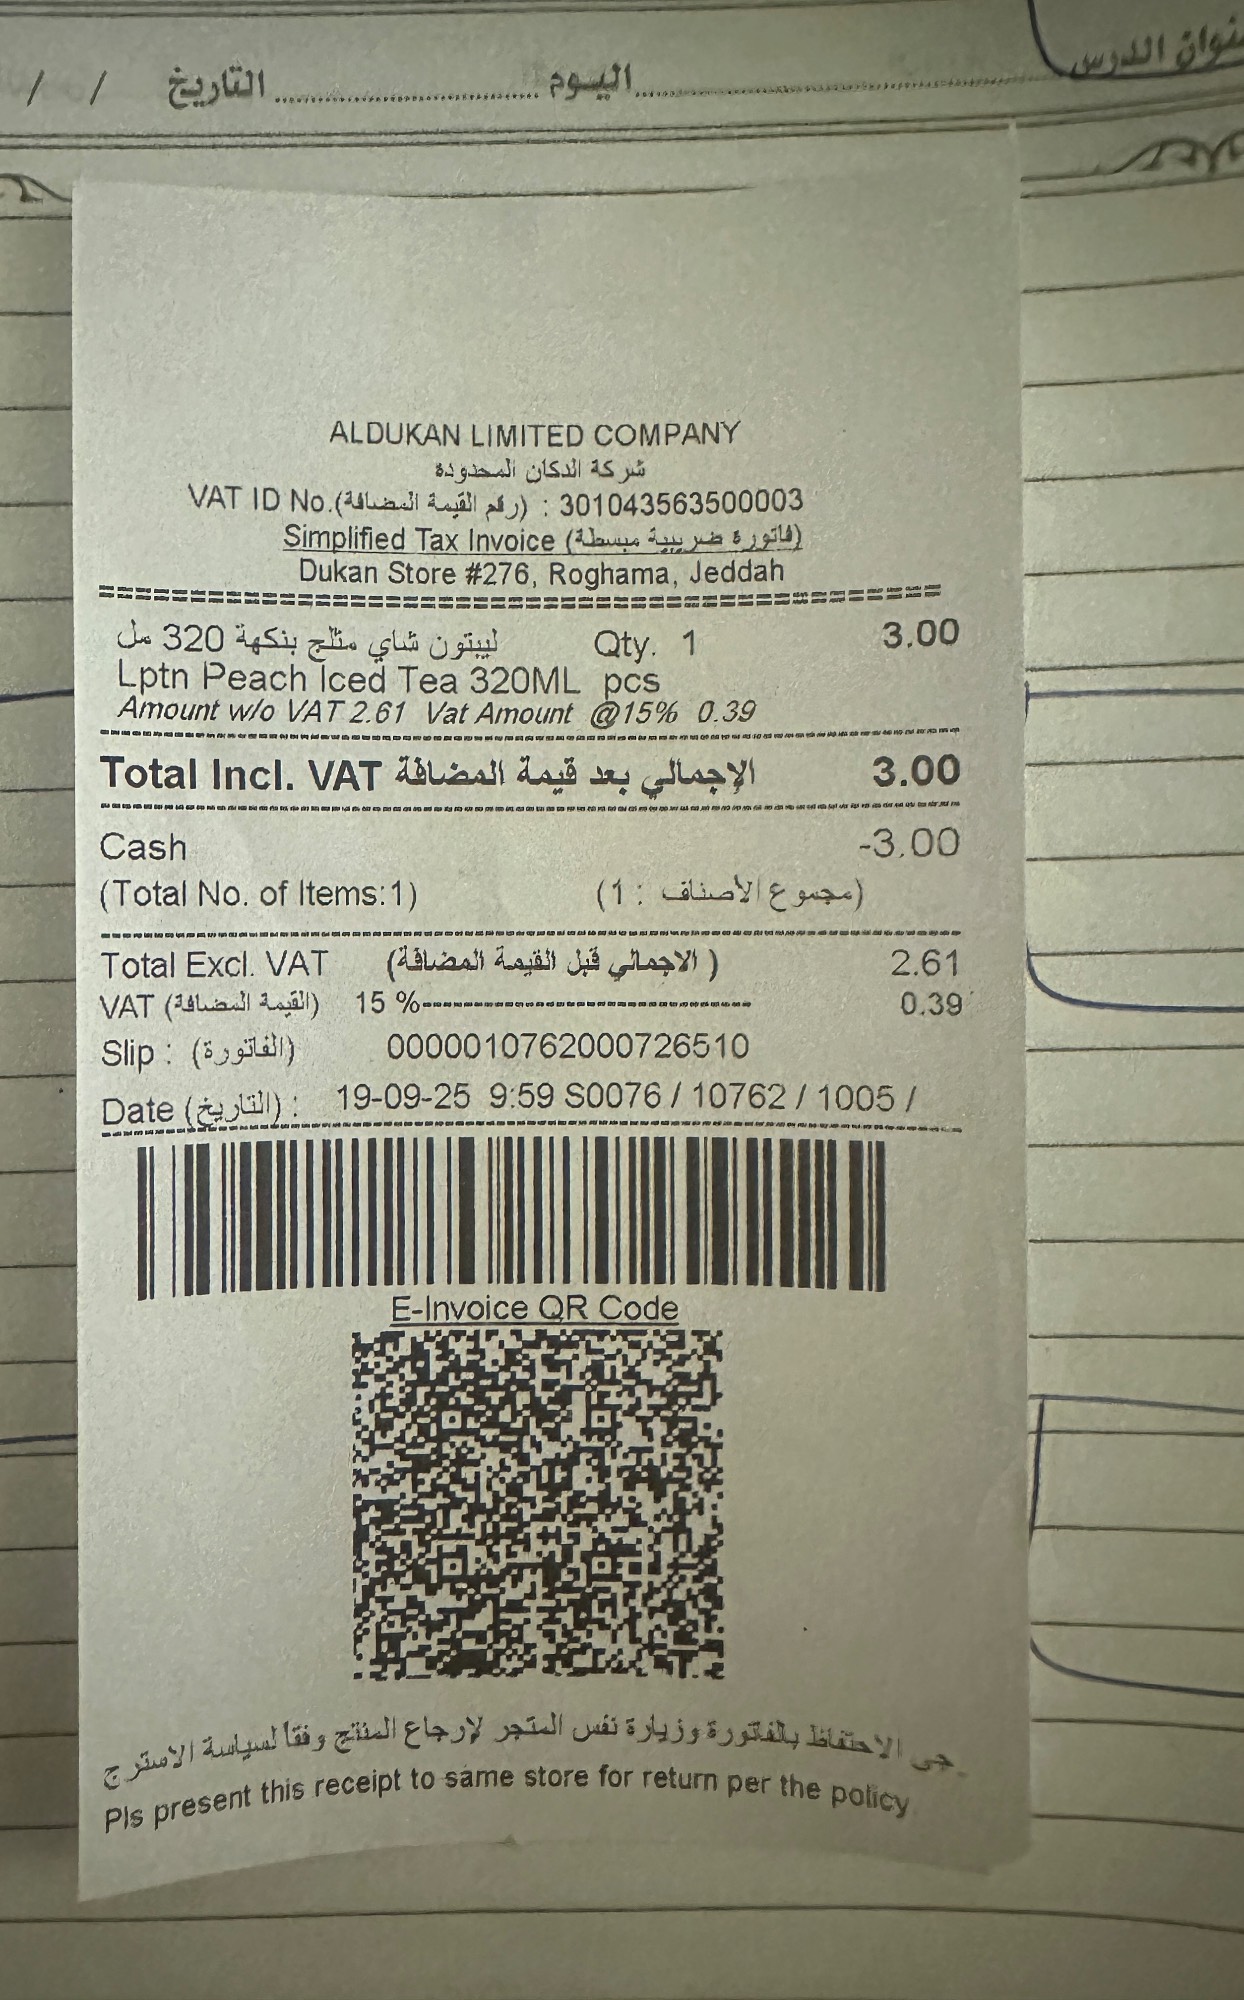 عنوان الدرس
اليوم ........................ التاريخ / /
ALDUKAN LIMITED COMPANY
شركة الدكان المحدودة
VAT ID No.(رقم القيمة المضافة) : 301043563500003
Simplified Tax Invoice (فاتورة ضريبية مبسطة)
Dukan Store #276, Roghama, Jeddah
ليبتون شاي مثلج بنكهة 320 مل Qty. 1 3.00
Lptn Peach Iced Tea 320ML pcs
Amount w/o VAT 2.61 Vat Amount @15% 0.39
Total Incl. VAT الإجمالي بعد قيمة المضافة 3.00
Cash -3.00
(Total No. of Items:1) (مجموع الأصناف : 1)
Total Excl. VAT (الاجمالي قبل القيمة المضافة ) 2.61
VAT (القيمة المضافة) 15 %------------------------------ 0.39
Slip : (الفاتورة) 0000010762000726510
Date (التاريخ) : 19-09-25 9:59 S0076 / 10762 / 1005 /
E-Invoice QR Code
جى الاحتفاظ بالفاتورة وزيارة نفس المتجر لإرجاع المنتج وفقا لسياسة الاسترج
Pls present this receipt to same store for return per the policy